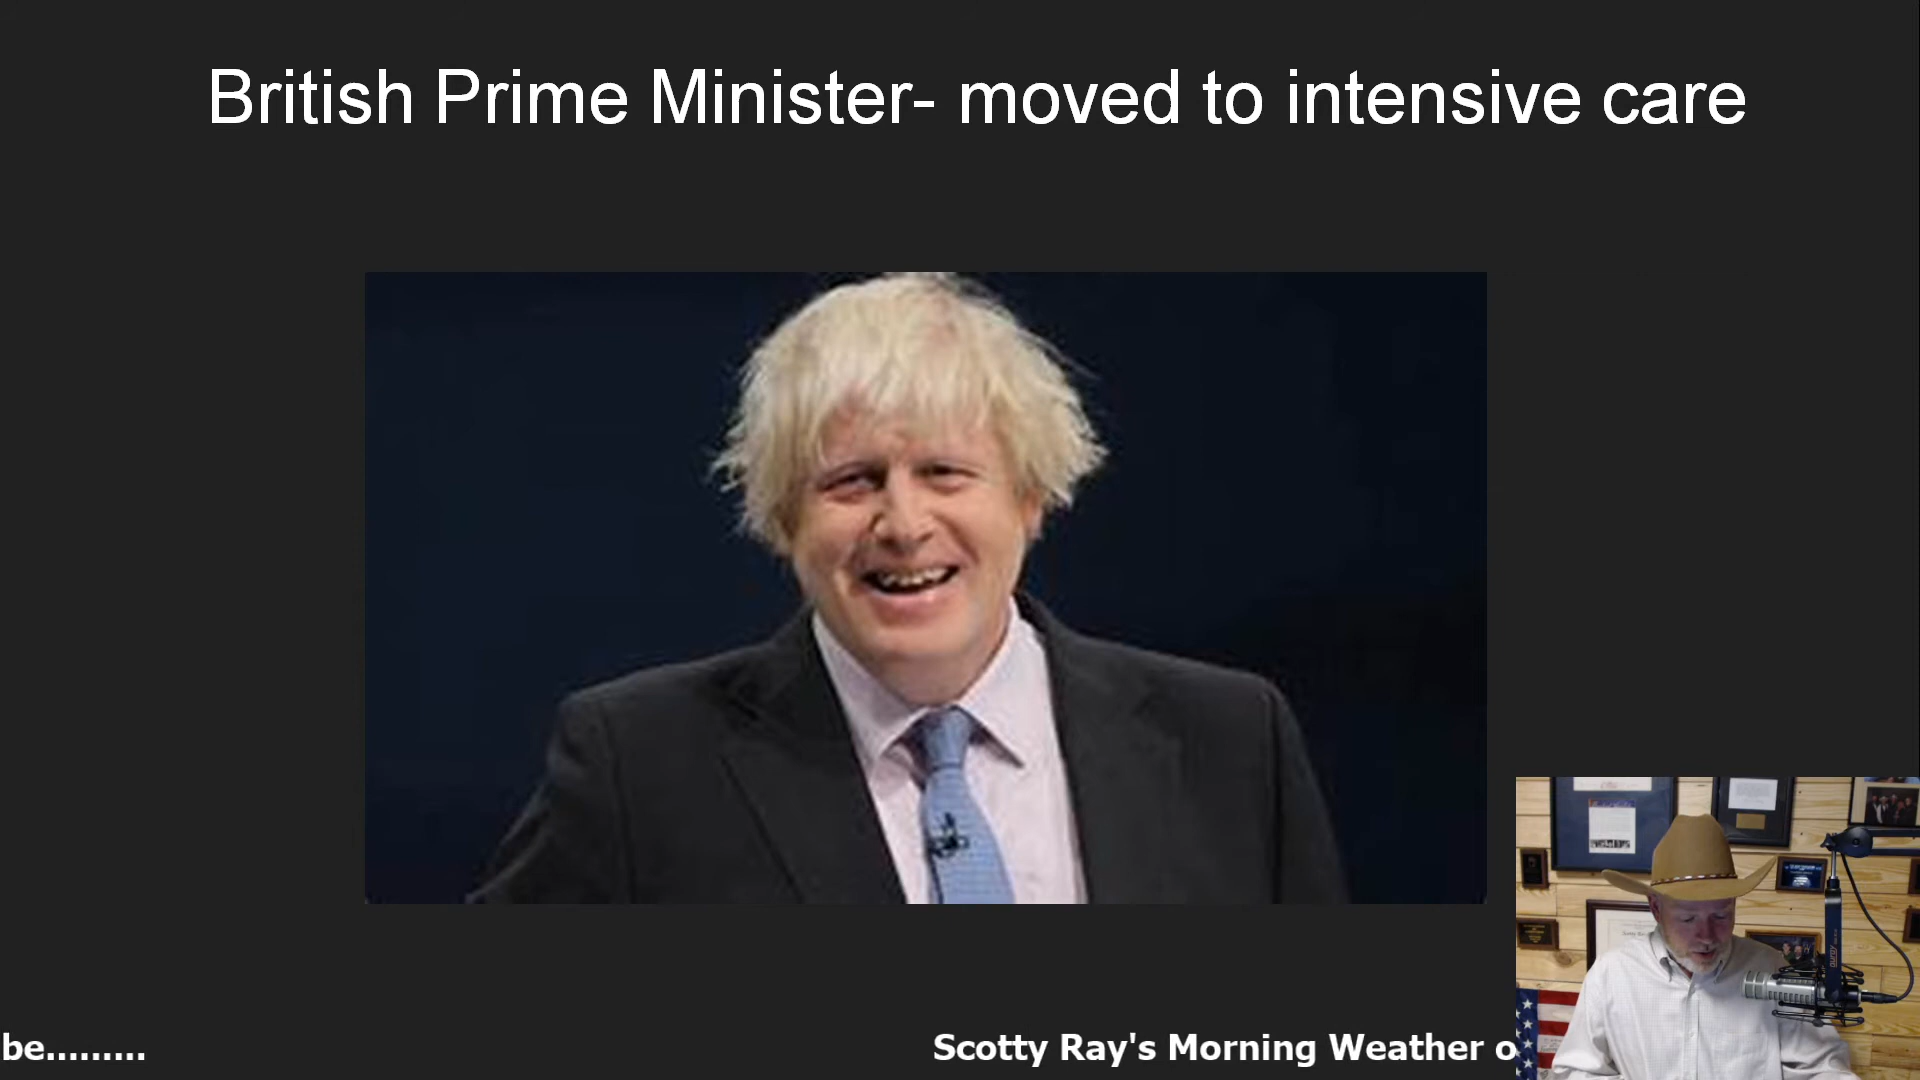 British Prime Minister- moved to intensive care
be.........
Scotty Ray's Morning Weather o